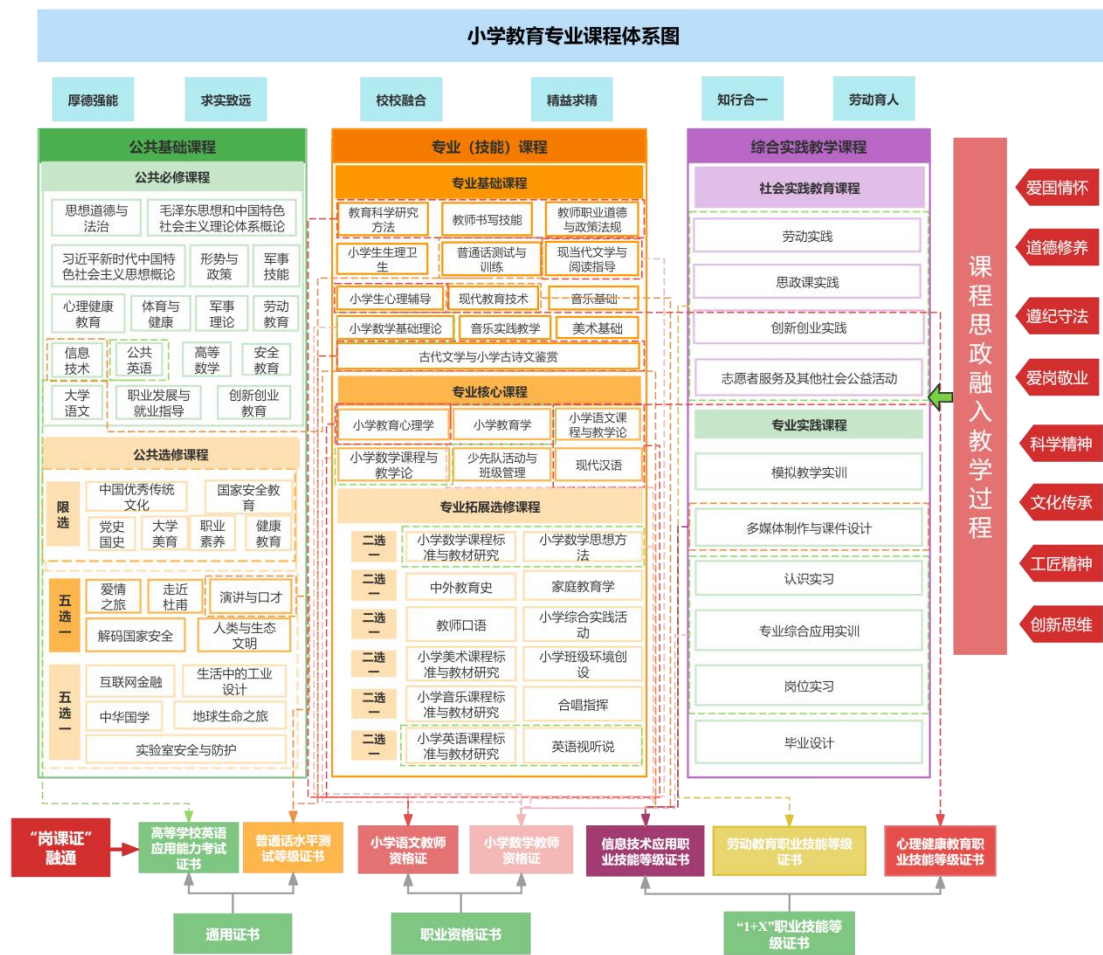 小学教育专业课程体系图
厚德强能
求实致远
校校融合
精益求精
知行合一
劳动育人
公共基础课程
公共必修课程
思想道德与
法治
毛泽东思想和中国特色
社会主义理论体系概论
习近平新时代中国特
色社会主义思想概论
形势与
政策
军事
技能
心理健康
教育
体育与
健康
军事
理论
劳动
教育
信息
技术
公共
英语
高等
数学
安全
教育
大学
语文
职业发展与
就业指导
创新创业
教育
公共选修课程
限
选
中国优秀传统
文化
国家安全教
育
党史
国史
大学
美育
职业
素养
健康
教育
五
选
一
爱情
之旅
走近
杜甫
演讲与口才
解码国家安全
人类与生态
文明
五
选
一
互联网金融
生活中的工业
设计
中华国学
地球生命之旅
实验室安全与防护
专业（技能）课程
专业基础课程
教育科学研究
方法
教师书写技能
教师职业道德
与政策法规
小学生生理卫
生
普通话测试与
训练
现当代文学与
阅读指导
小学生心理辅导
现代教育技术
音乐基础
小学数学基础理论
音乐实践教学
美术基础
古代文学与小学古诗文鉴赏
专业核心课程
小学教育心理学
小学教育学
小学语文课
程与教学论
小学数学课程与
教学论
少先队活动与
班级管理
现代汉语
专业拓展选修课程
二选
一
小学数学课程标
准与教材研究
小学数学思想方
法
二选
一
中外教育史
家庭教育学
二选
一
教师口语
小学综合实践活
动
二选
一
小学美术课程标
准与教材研究
小学班级环境创
设
二选
一
小学音乐课程标
准与教材研究
合唱指挥
二选
一
小学英语课程标
准与教材研究
英语视听说
综合实践教学课程
社会实践教育课程
劳动实践
思政课实践
创新创业实践
志愿者服务及其他社会公益活动
专业实践课程
模拟教学实训
多媒体制作与课件设计
认识实习
专业综合应用实训
岗位实习
毕业设计
课程思政融入教学过程
爱国情怀
道德修养
遵纪守法
爱岗敬业
科学精神
文化传承
工匠精神
创新思维
“岗课证”
融通
高等学校英语
应用能力考试
证书
普通话水平测
试等级证书
小学语文教师
资格证
小学数学教师
资格证
信息技术应用职
业技能等级证书
劳动教育职业技能等级
证书
心理健康教育职
业技能等级证书
通用证书
职业资格证书
“1+X”职业技能等
级证书